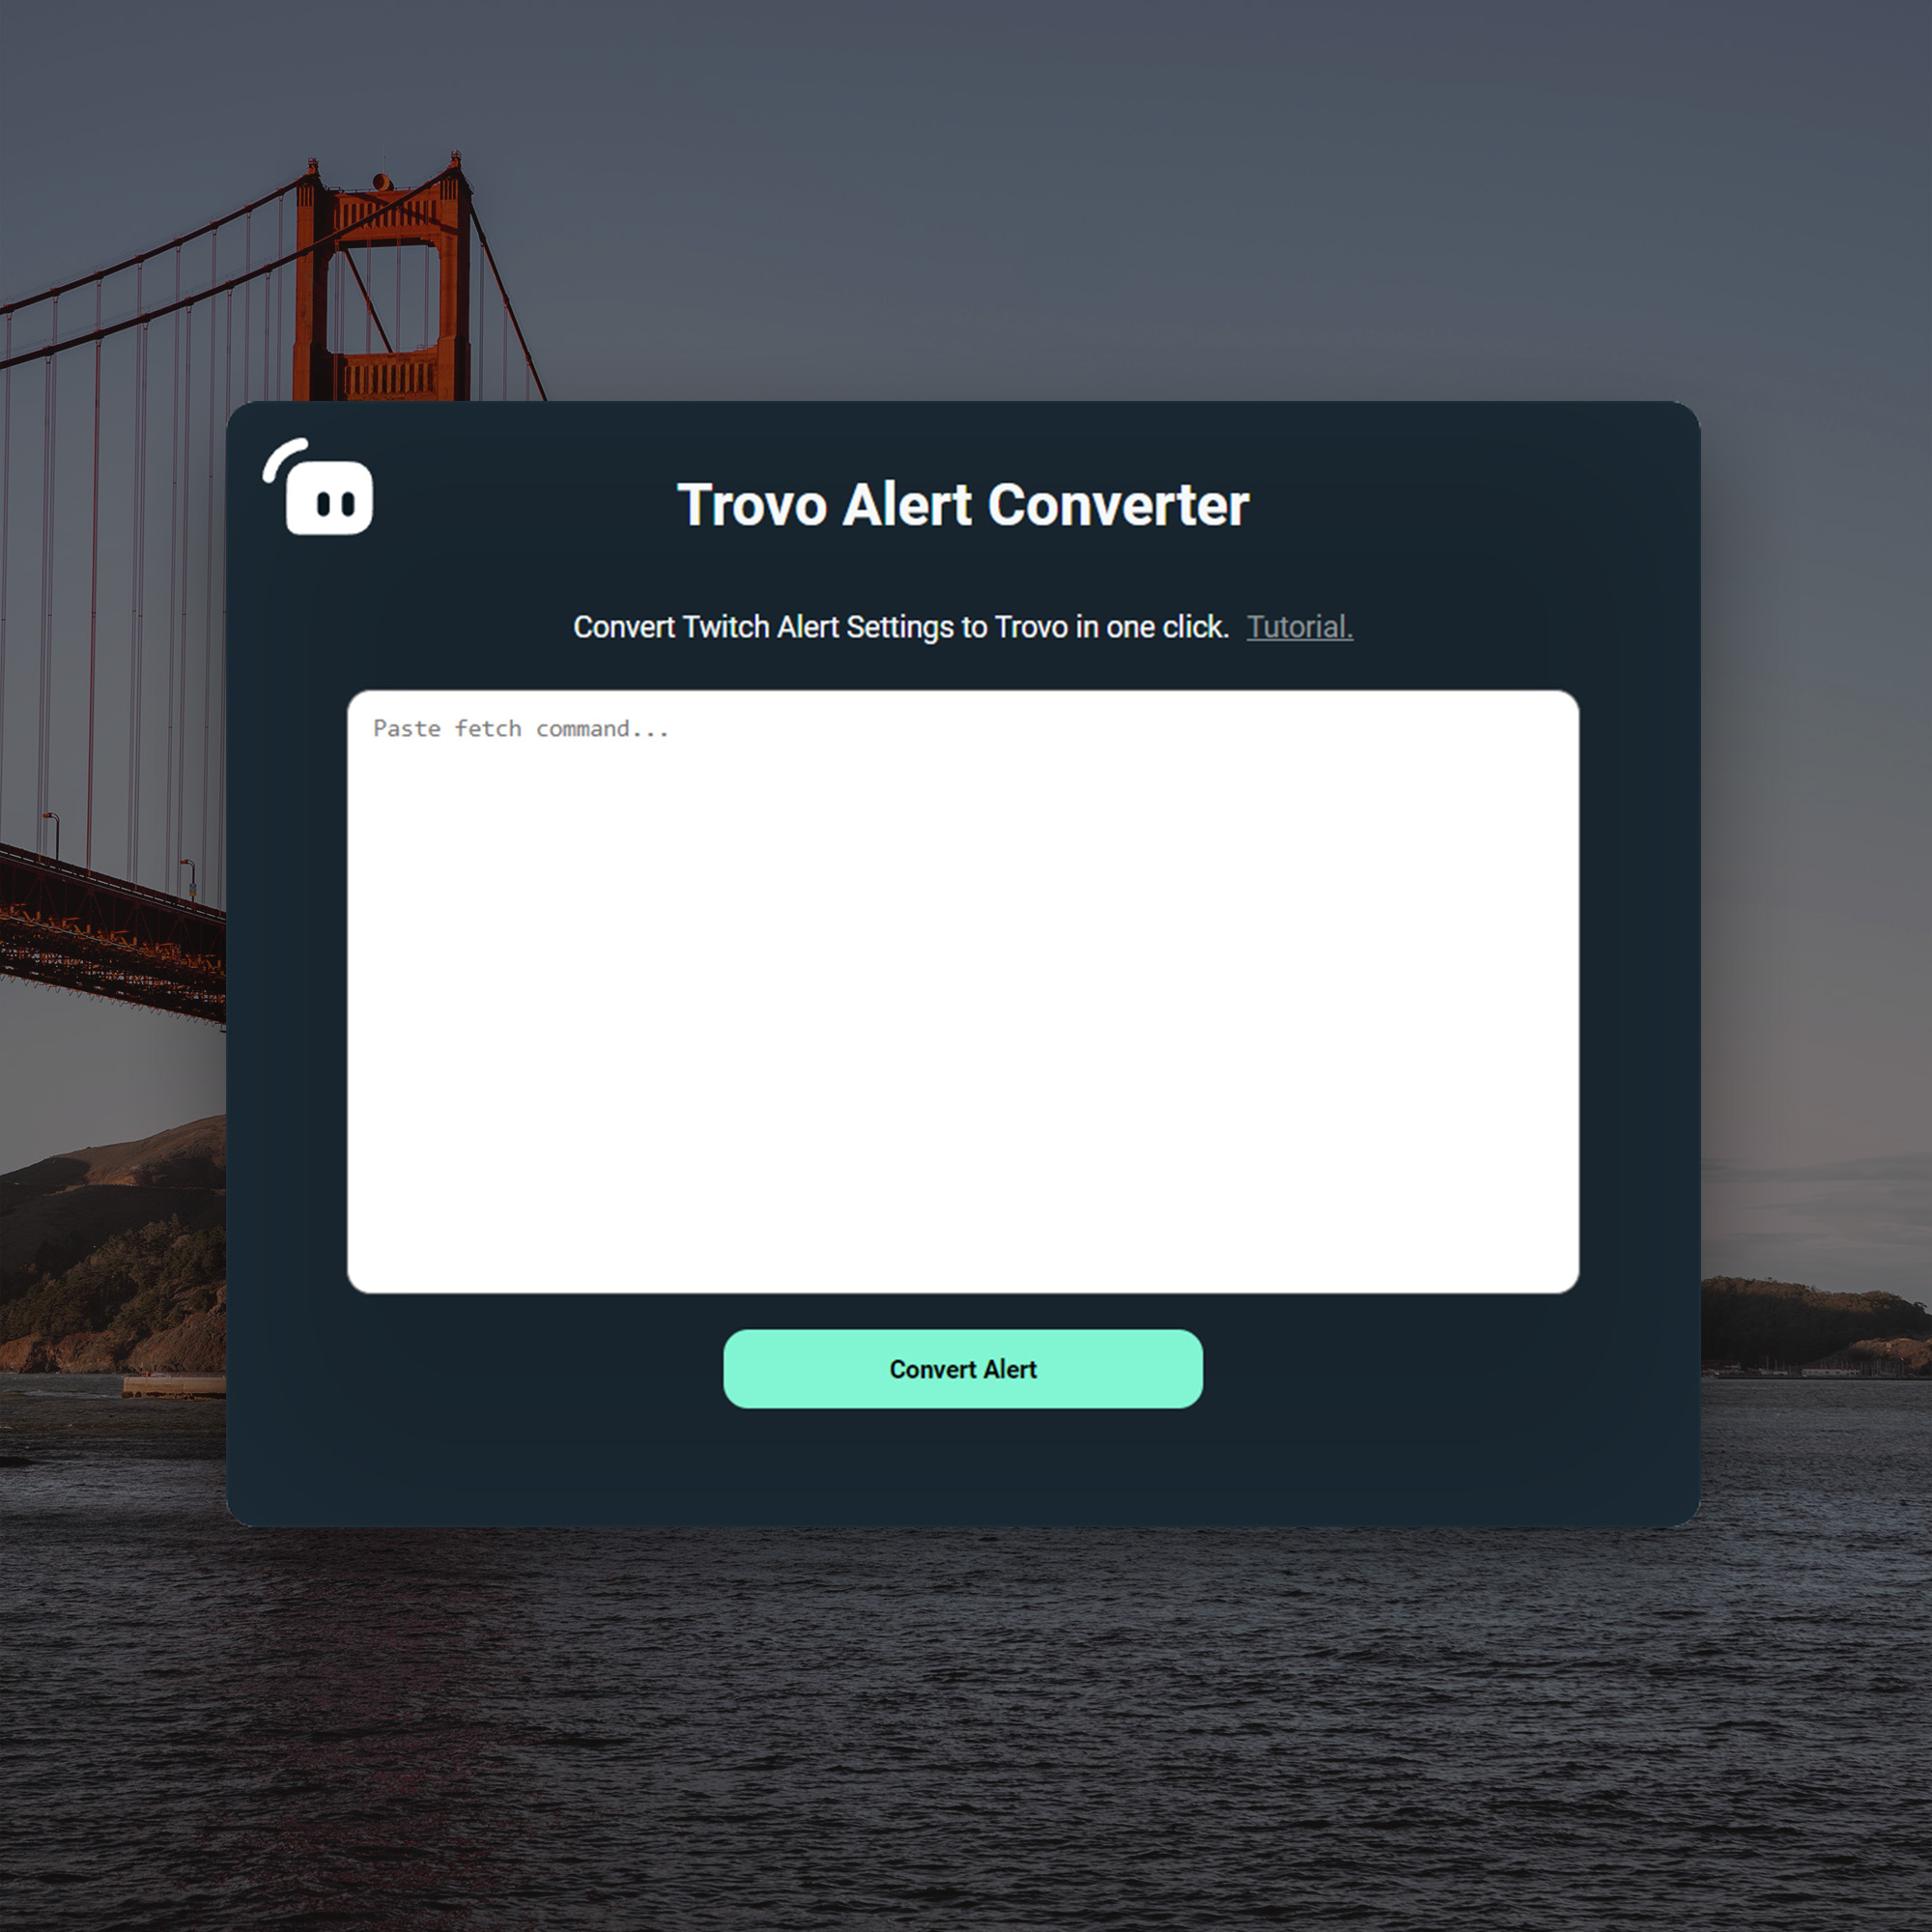 Trovo Alert Converter
Convert Twitch Alert Settings to Trovo in one click. Tutorial.
Paste fetch command...
Convert Alert